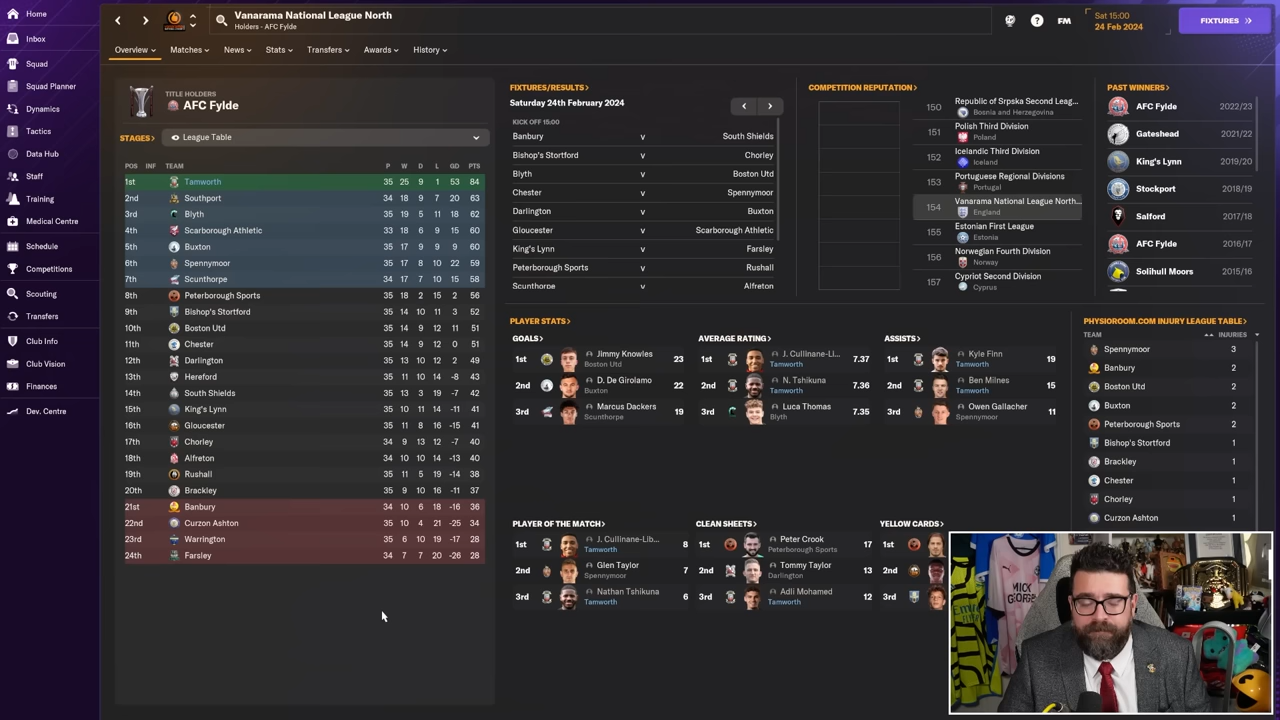 Home
Inbox
Squad
Squad Planner
Dynamics
Tactics
Data Hub
Staff
Training
Medical Centre
Schedule
Competitions
Scouting
Transfers
Club Info
Club Vision
Finances
Dev. Centre
Vanarama National League North
Holders - AFC Fylde
FM
Sat 15:00
24 Feb 2024
FIXTURES
Overview Matches News Stats Transfers Awards History
TITLE HOLDERS
AFC Fylde
STAGES League Table
POS INF TEAM P W D L GD PTS
1st Tamworth 35 25 9 1 53 84
2nd Southport 34 18 9 7 20 63
3rd Blyth 35 19 5 11 18 62
4th Scarborough Athletic 33 18 6 9 15 60
5th Buxton 35 17 9 9 9 60
6th Spennymoor 35 17 8 10 22 59
7th Scunthorpe 34 17 7 10 15 58
8th Peterborough Sports 35 18 2 15 2 56
9th Bishop's Stortford 35 14 10 11 3 52
10th Boston Utd 35 14 9 12 11 51
11th Chester 35 14 9 12 0 51
12th Darlington 35 13 10 12 2 49
13th Hereford 35 11 10 14 -8 43
14th South Shields 35 13 3 19 -7 42
15th King's Lynn 35 10 11 14 -11 41
16th Gloucester 35 11 8 16 -15 41
17th Chorley 34 9 13 12 -7 40
18th Alfreton 34 10 10 14 -13 40
19th Rushall 35 11 5 19 -14 38
20th Brackley 35 9 10 16 -11 37
21st Banbury 34 10 6 18 -16 36
22nd Curzon Ashton 35 10 4 21 -25 34
23rd Warrington 35 6 10 19 -17 28
24th Farsley 34 7 7 20 -26 28
FIXTURES/RESULTS
Saturday 24th February 2024
KICK OFF 15:00
Banbury v South Shields
Bishop's Stortford v Chorley
Blyth v Boston Utd
Chester v Spennymoor
Darlington v Buxton
Gloucester v Scarborough Athletic
King's Lynn v Farsley
Peterborough Sports v Rushall
Scunthorpe v Alfreton
COMPETITION REPUTATION
150 Republic of Srpska Second Leag...
Bosnia and Herzegovina
151 Polish Third Division
Poland
152 Icelandic Third Division
Iceland
153 Portuguese Regional Divisions
Portugal
154 Vanarama National League North...
England
155 Estonian First League
Estonia
156 Norwegian Fourth Division
Norway
157 Cypriot Second Division
Cyprus
PAST WINNERS
AFC Fylde 2022/23
Gateshead 2021/22
King's Lynn 2019/20
Stockport 2018/19
Salford 2017/18
AFC Fylde 2016/17
Solihull Moors 2015/16
PLAYER STATS
GOALS
1st Jimmy Knowles 23
Boston Utd
2nd D. De Girolamo 22
Buxton
3rd Marcus Dackers 19
Scunthorpe
AVERAGE RATING
1st J. Cullinane-Li... 7.37
Tamworth
2nd N. Tshikuna 7.36
Tamworth
3rd Luca Thomas 7.35
Blyth
ASSISTS
1st Kyle Finn 19
Tamworth
2nd Ben Milnes 15
Tamworth
3rd Owen Gallacher 11
Spennymoor
PLAYER OF THE MATCH
1st J. Cullinane-Lib... 8
Tamworth
2nd Glen Taylor 7
Spennymoor
3rd Nathan Tshikuna 6
Tamworth
CLEAN SHEETS
1st Peter Crook 17
Peterborough Sports
2nd Tommy Taylor 13
Darlington
3rd Adli Mohamed 12
Tamworth
YELLOW CARDS
1st
2nd
3rd
PHYSIOROOM.COM INJURY LEAGUE TABLE
TEAM INJURIES
Spennymoor 3
Banbury 2
Boston Utd 2
Buxton 2
Peterborough Sports 2
Bishop's Stortford 1
Brackley 1
Chester 1
Chorley 1
Curzon Ashton 1
MICK
GEORGE